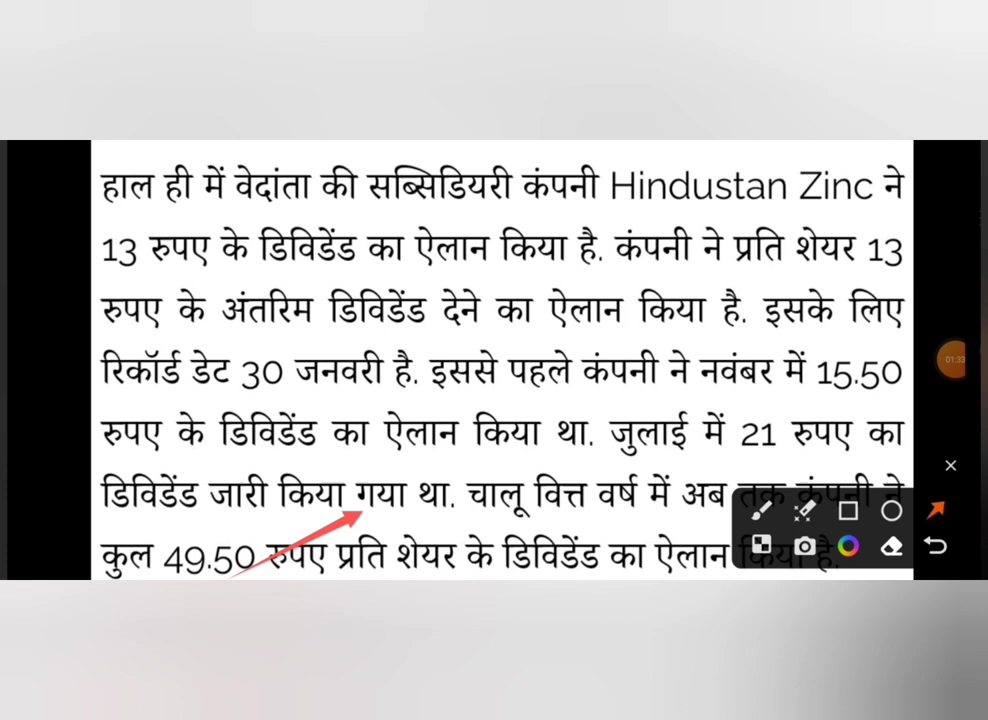 हाल ही में वेदांता की सब्सिडियरी कंपनी Hindustan Zinc ने
13 रुपए के डिविडेंड का ऐलान किया है. कंपनी ने प्रति शेयर 13
रुपए के अंतरिम डिविडेंड देने का ऐलान किया है. इसके लिए
रिकॉर्ड डेट 30 जनवरी है. इससे पहले कंपनी ने नवंबर में 15.50
रुपए के डिविडेंड का ऐलान किया था. जुलाई में 21 रुपए का
डिविडेंड जारी किया गया था. चालू वित्त वर्ष में अब तक कंपनी ने
कुल 49.50 रुपए प्रति शेयर के डिविडेंड का ऐलान किया है.
01:33